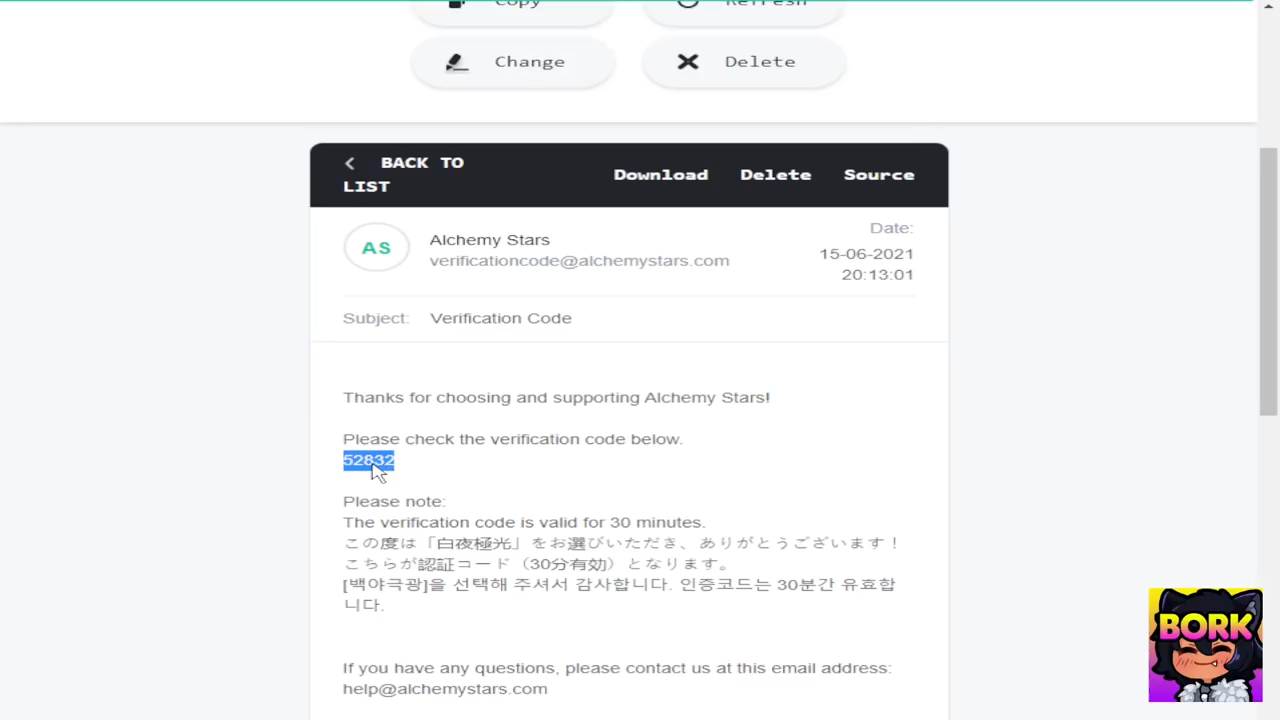 Copy
Refresh
Change
Delete
BACK TO
LIST
Download
Delete
Source
AS
Alchemy Stars
verificationcode@alchemystars.com
Date:
15-06-2021
20:13:01
Subject:
Verification Code
Thanks for choosing and supporting Alchemy Stars!
Please check the verification code below.
52832
Please note:
The verification code is valid for 30 minutes.
この度は「白夜極光」をお選びいただき、ありがとうございます！
こちらが認証コード（30分有効）となります。
[백야극광]을 선택해 주셔서 감사합니다. 인증코드는 30분간 유효합
니다.
If you have any questions, please contact us at this email address:
help@alchemystars.com
BORK